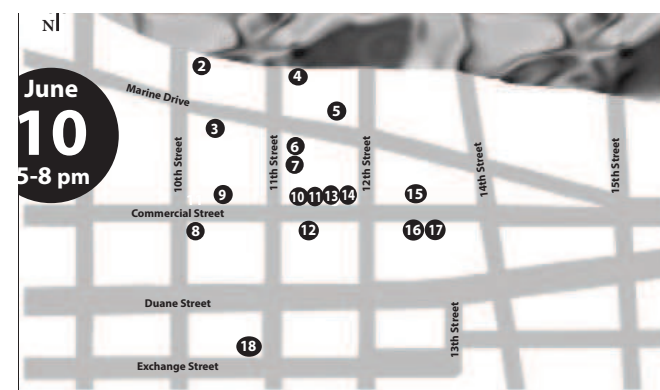 N
2
4
June
10
5-8 pm
Marine Drive
5
3
10th Street
11th Street
6
7
12th Street
14th Street
15th Street
9
10 11 13 14
15
Commercial Street
8
12
16 17
Duane Street
13th Street
18
Exchange Street